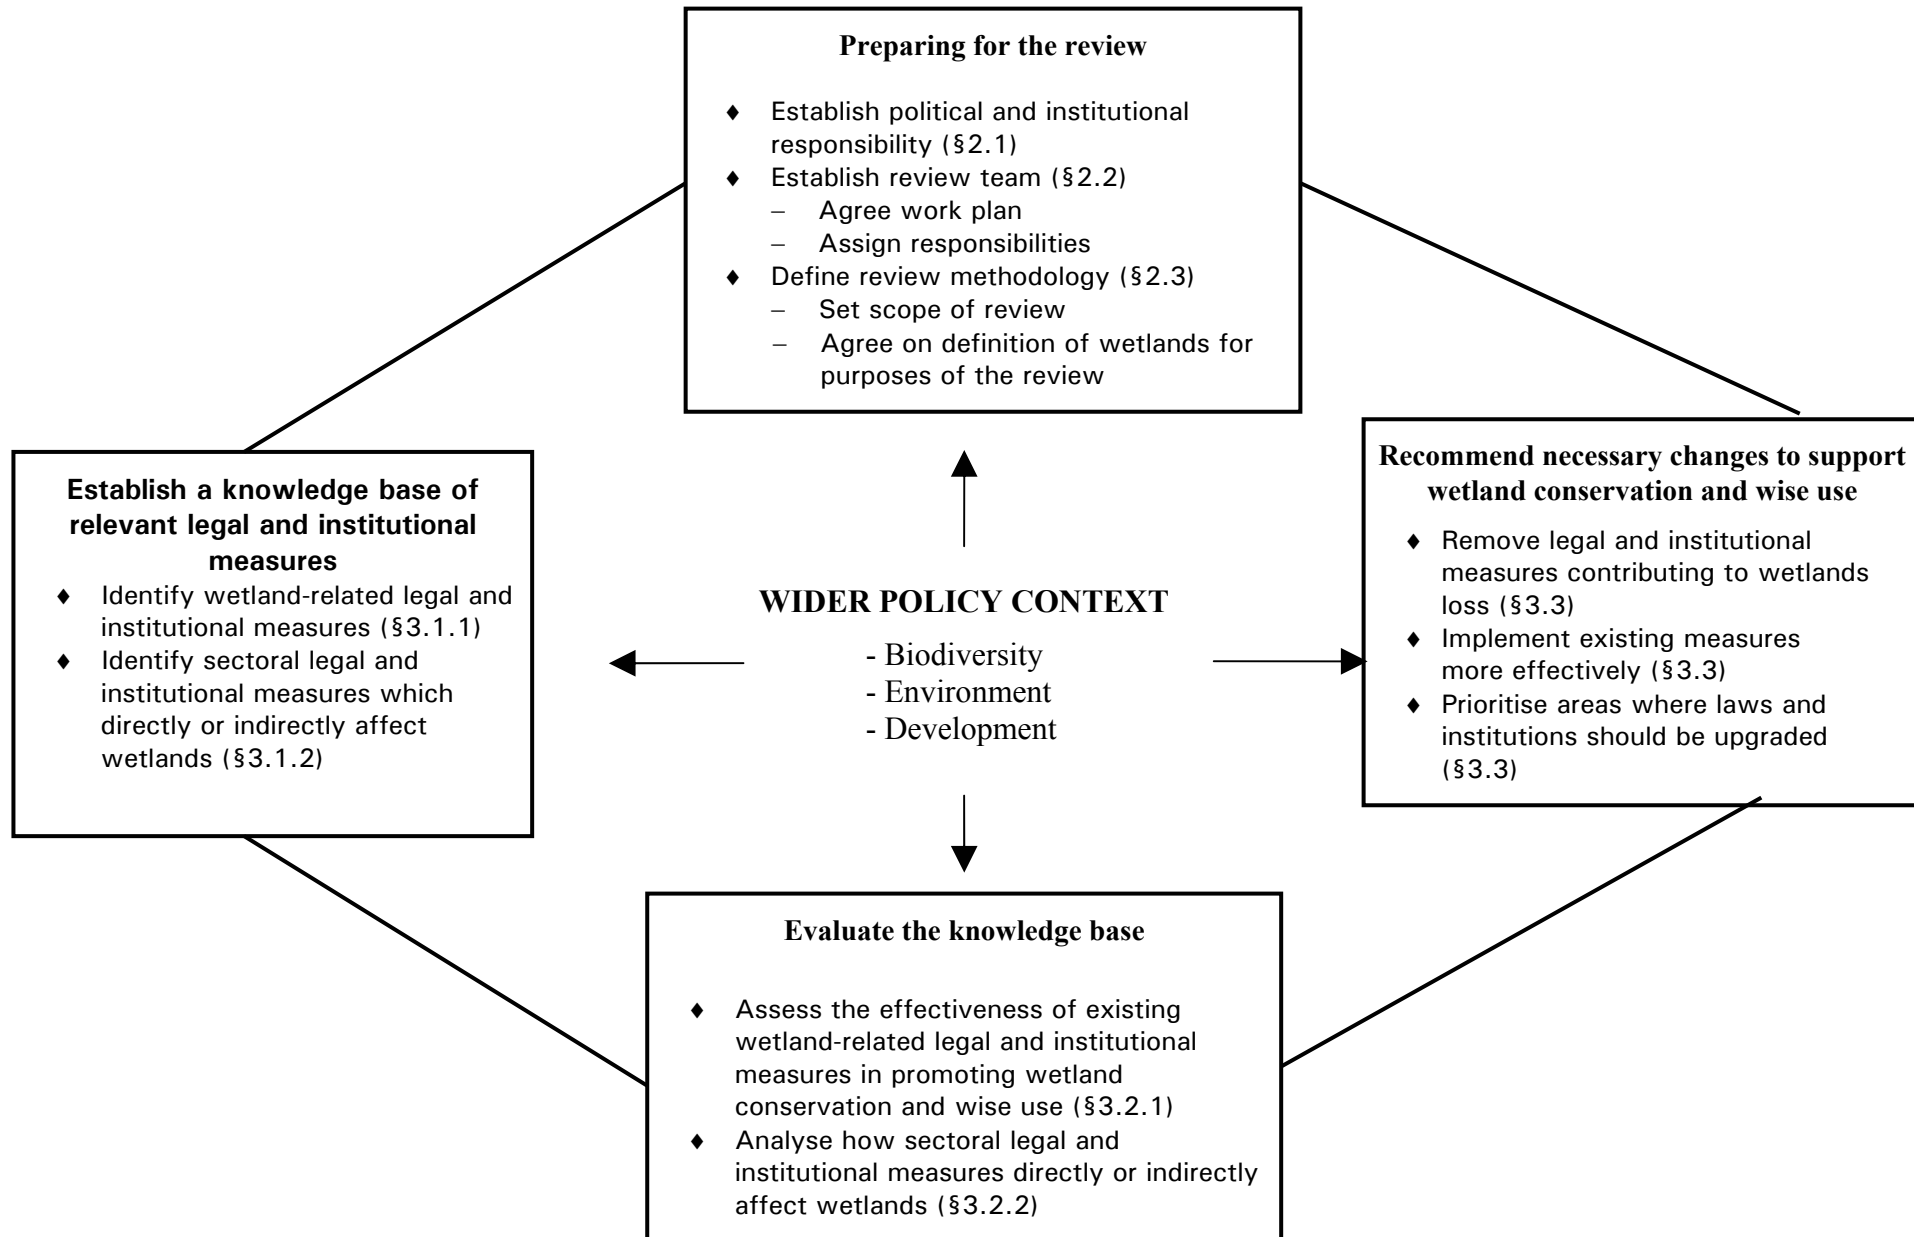 Preparing for the review
♦ Establish political and institutional
responsibility (§2.1)
♦ Establish review team (§2.2)
– Agree work plan
– Assign responsibilities
♦ Define review methodology (§2.3)
– Set scope of review
– Agree on definition of wetlands for
purposes of the review
Establish a knowledge base of
relevant legal and institutional
measures
♦ Identify wetland-related legal and
institutional measures (§3.1.1)
♦ Identify sectoral legal and
institutional measures which
directly or indirectly affect
wetlands (§3.1.2)
WIDER POLICY CONTEXT
- Biodiversity
- Environment
- Development
Recommend necessary changes to support
wetland conservation and wise use
♦ Remove legal and institutional
measures contributing to wetlands
loss (§3.3)
♦ Implement existing measures
more effectively (§3.3)
♦ Prioritise areas where laws and
institutions should be upgraded
(§3.3)
Evaluate the knowledge base
♦ Assess the effectiveness of existing
wetland-related legal and institutional
measures in promoting wetland
conservation and wise use (§3.2.1)
♦ Analyse how sectoral legal and
institutional measures directly or indirectly
affect wetlands (§3.2.2)